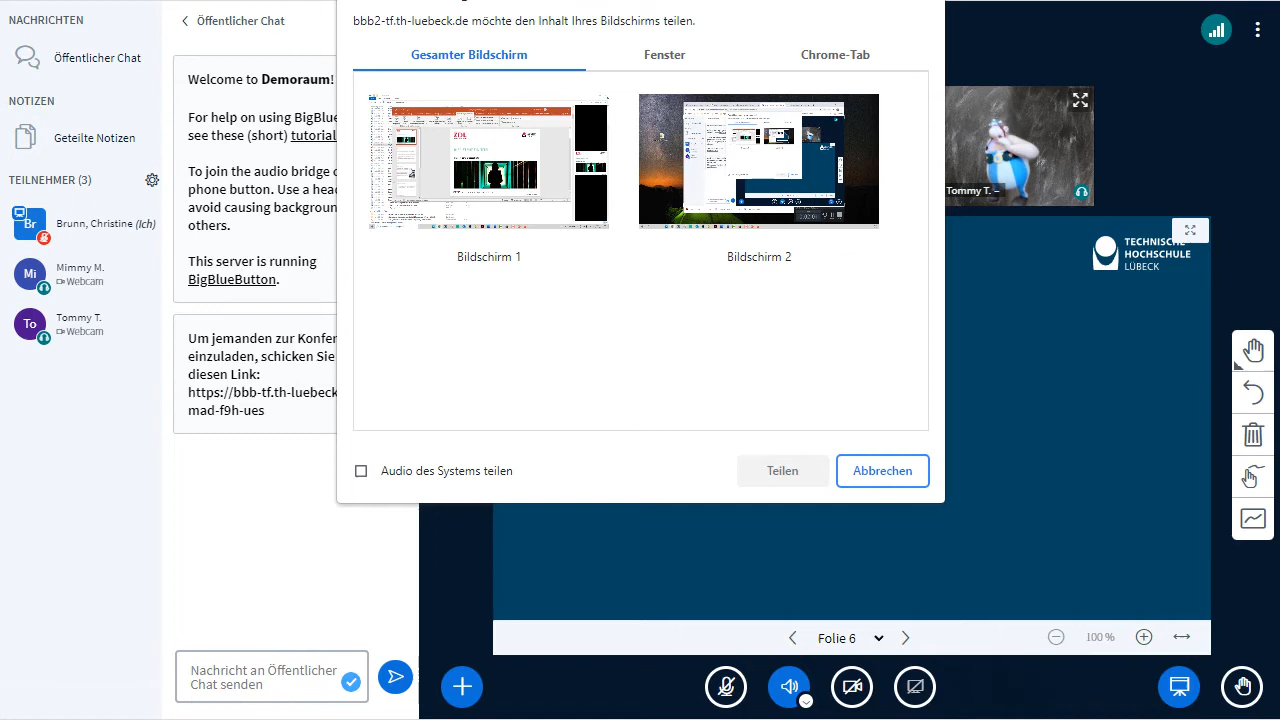 NACHRICHTEN
Öffentlicher Chat
NOTIZEN
Geteilte Notizen
TEILNEHMER (3)
Br
Brunn, Christine (Ich)
Mi
Mimmy M.
Webcam
To
Tommy T.
Webcam
Öffentlicher Chat
Welcome to Demoraum!
For help on using BigBlue
see these (short) tutorial
To join the audio bridge c
phone button. Use a head
avoid causing background
others.
This server is running
BigBlueButton.
Um jemanden zur Konfer
einzuladen, schicken Sie
diesen Link:
https://bbb-tf.th-luebeck
mad-f9h-ues
Nachricht an Öffentlicher
Chat senden
bbb2-tf.th-luebeck.de möchte den Inhalt Ihres Bildschirms teilen.
Gesamter Bildschirm
Fenster
Chrome-Tab
Bildschirm 1
Bildschirm 2
Audio des Systems teilen
Teilen
Abbrechen
Tommy T. –
TECHNISCHE
HOCHSCHULE
LÜBECK
Folie 6
100 %